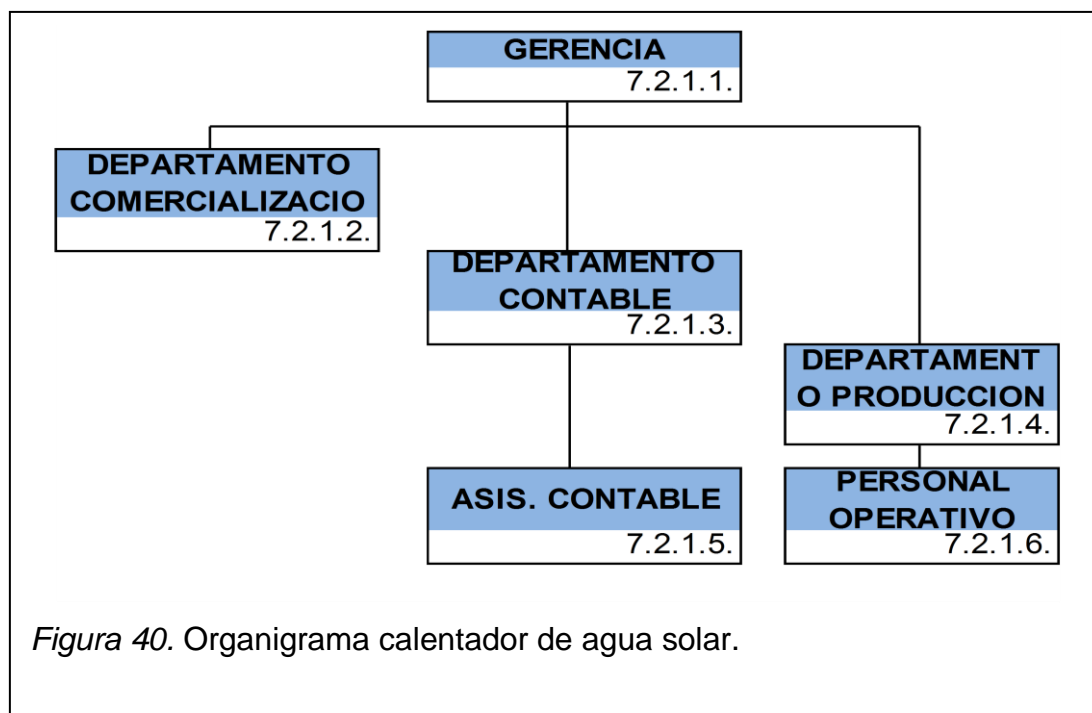 GERENCIA
7.2.1.1.
DEPARTAMENTO
COMERCIALIZACIO
7.2.1.2.
DEPARTAMENTO
CONTABLE
7.2.1.3.
DEPARTAMENT
O PRODUCCION
7.2.1.4.
ASIS. CONTABLE
7.2.1.5.
PERSONAL
OPERATIVO
7.2.1.6.
Figura 40. Organigrama calentador de agua solar.